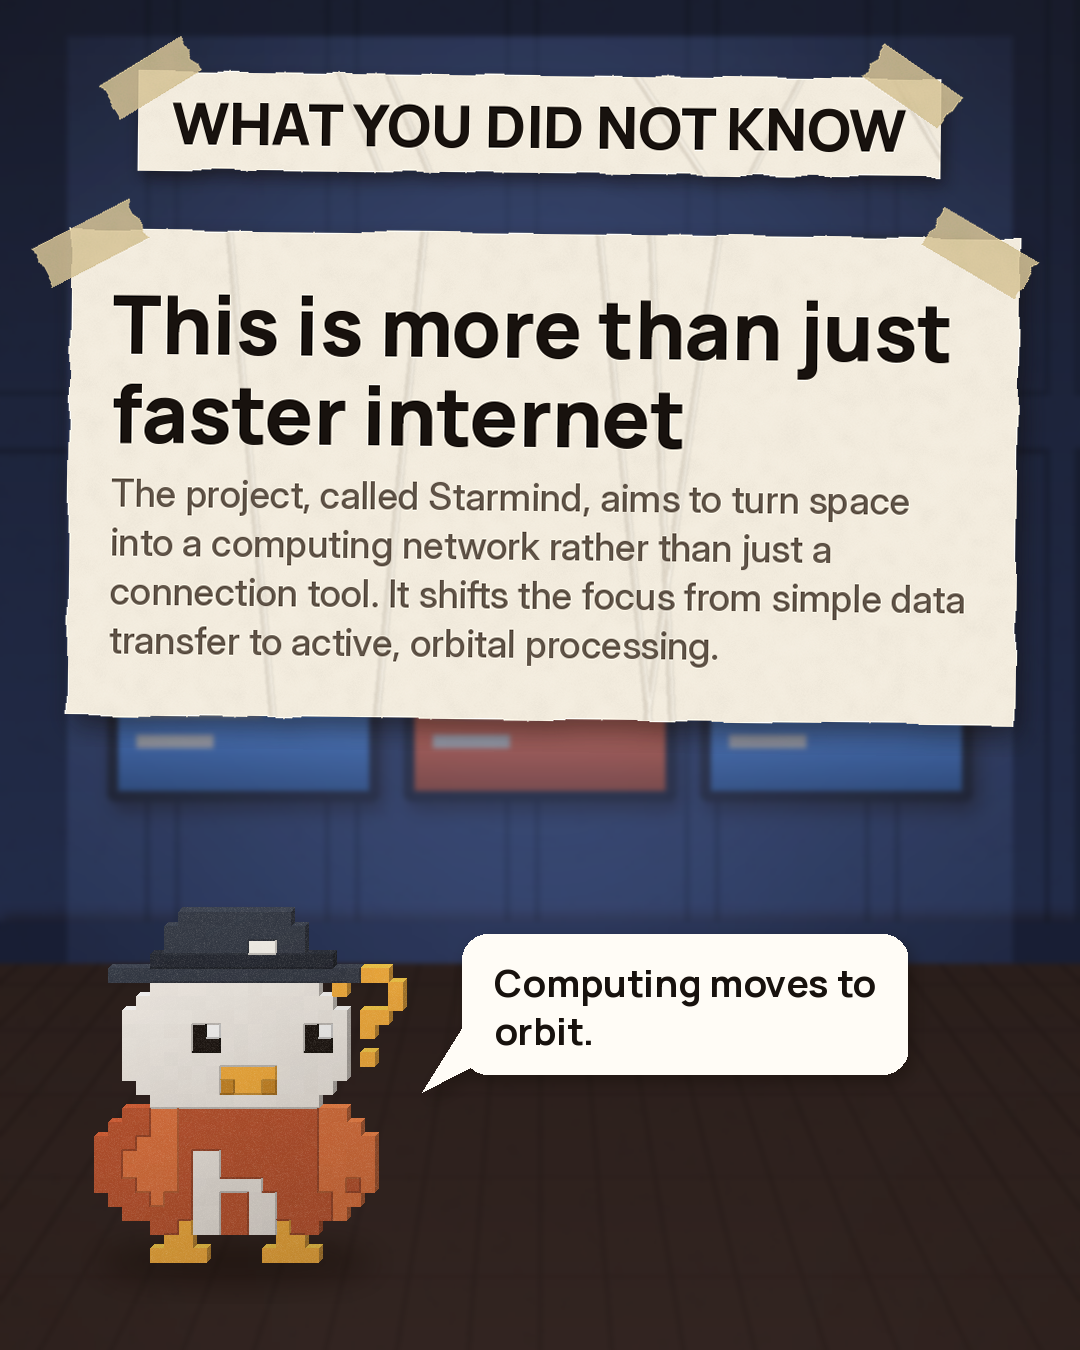 WHAT YOU DID NOT KNOW
This is more than just
faster internet
The project, called Starmind, aims to turn space
into a computing network rather than just a
connection tool. It shifts the focus from simple data
transfer to active, orbital processing.
?
Computing moves to
orbit.
h